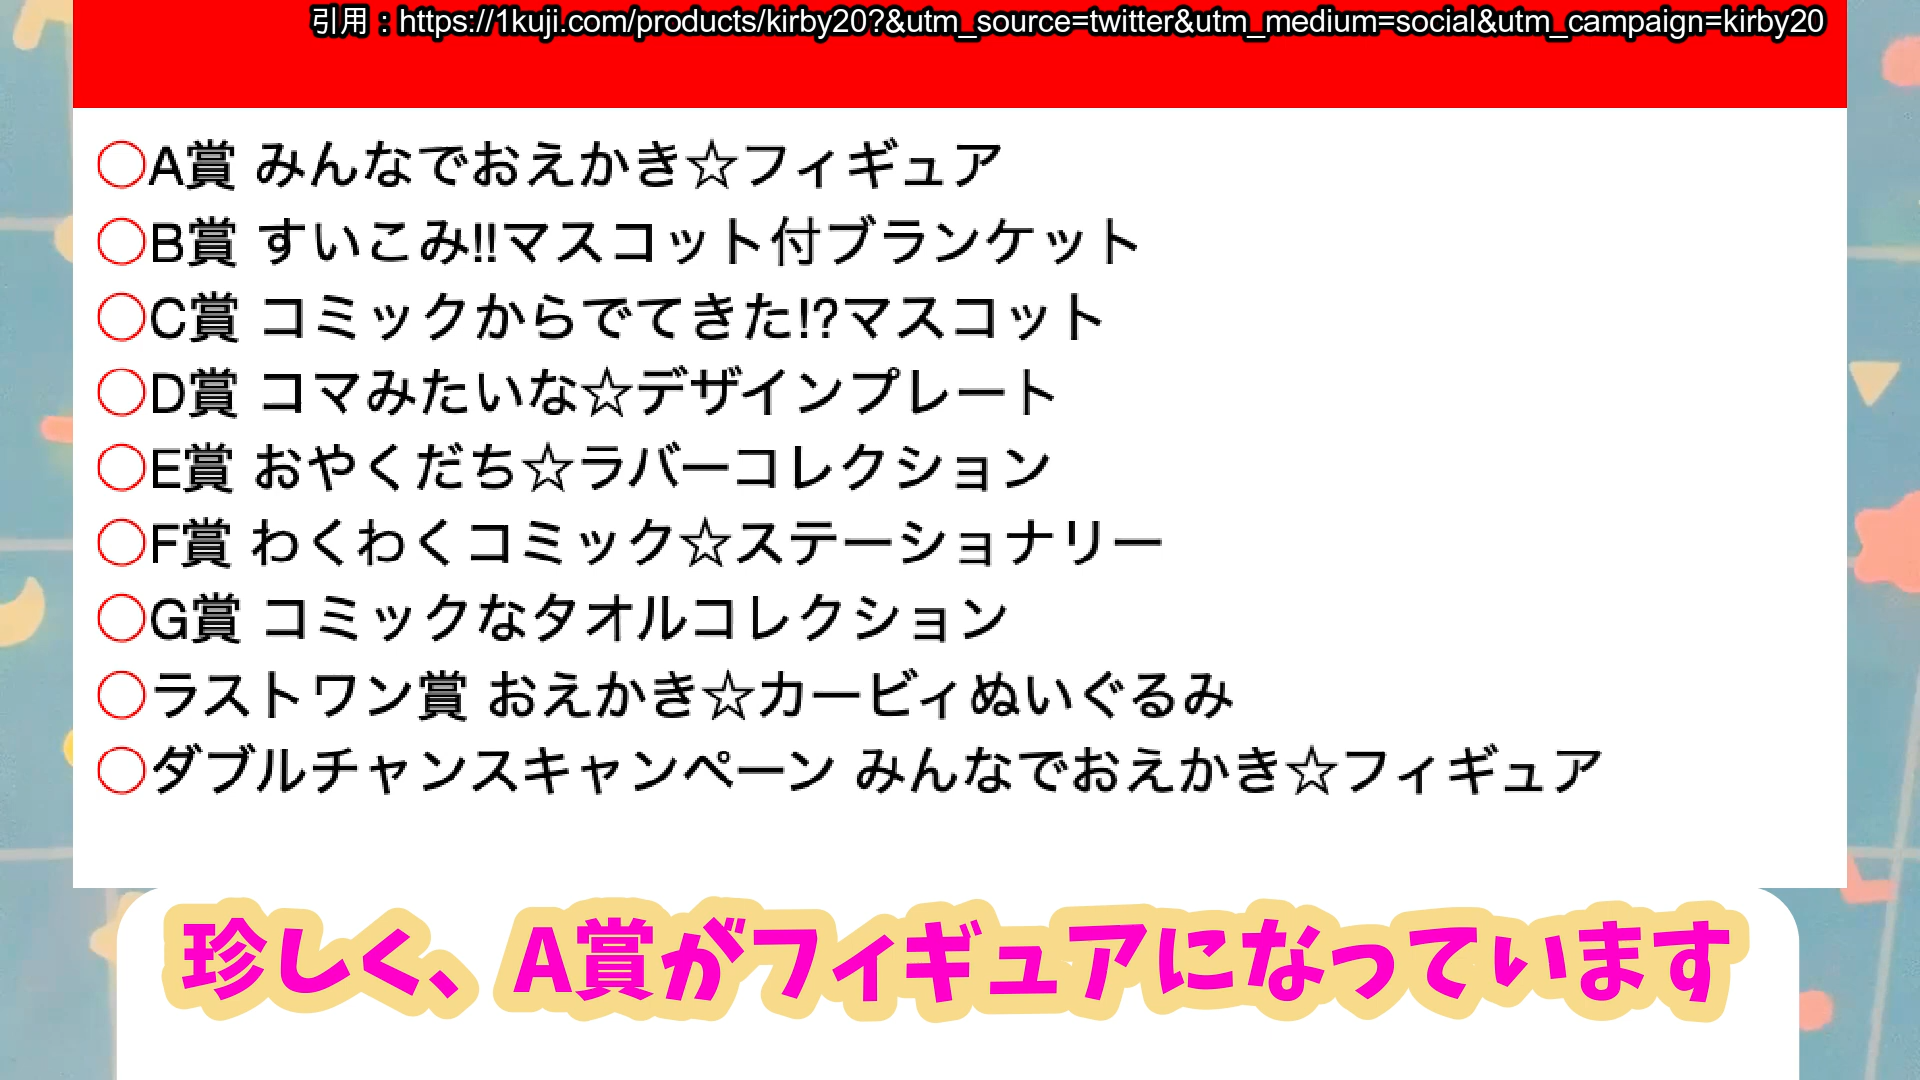 引用：https://1kuji.com/products/kirby20?&utm_source=twitter&utm_medium=social&utm_campaign=kirby20
〇A賞 みんなでおえかき☆フィギュア
〇B賞 すいこみ!!マスコット付ブランケット
〇C賞 コミックからでてきた!?マスコット
〇D賞 コマみたいな☆デザインプレート
〇E賞 おやくだち☆ラバーコレクション
〇F賞 わくわくコミック☆ステーショナリー
〇G賞 コミックなタオルコレクション
〇ラストワン賞 おえかき☆カービィぬいぐるみ
〇ダブルチャンスキャンペーン みんなでおえかき☆フィギュア
珍しく、A賞がフィギュアになっています